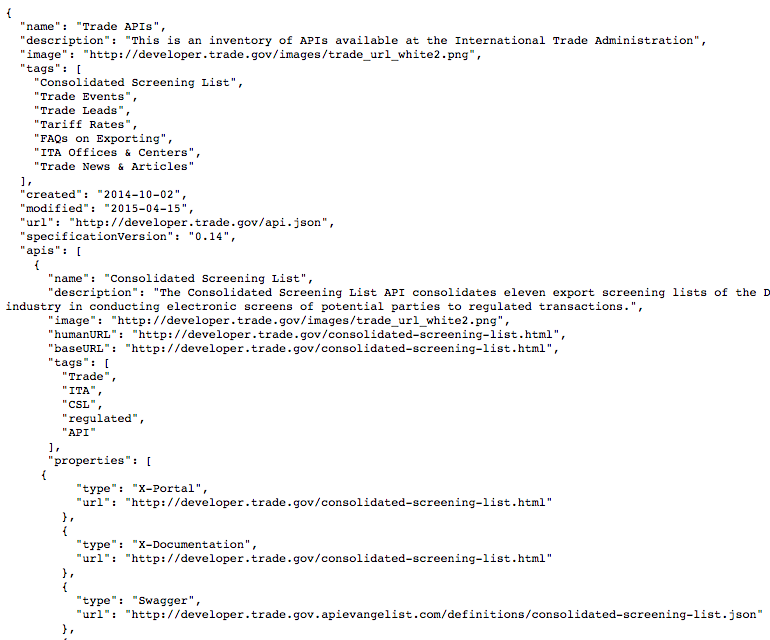 {
"name": "Trade APIs",
"description": "This is an inventory of APIs available at the International Trade Administration",
"image": "http://developer.trade.gov/images/trade_url_white2.png",
"tags": [
"Consolidated Screening List",
"Trade Events",
"Trade Leads",
"Tariff Rates",
"FAQs on Exporting",
"ITA Offices & Centers",
"Trade News & Articles"
],
"created": "2014-10-02",
"modified": "2015-04-15",
"url": "http://developer.trade.gov/api.json",
"specificationVersion": "0.14",
"apis": [
{
"name": "Consolidated Screening List",
"description": "The Consolidated Screening List API consolidates eleven export screening lists of the D
industry in conducting electronic screens of potential parties to regulated transactions.",
"image": "http://developer.trade.gov/images/trade_url_white2.png",
"humanURL": "http://developer.trade.gov/consolidated-screening-list.html",
"baseURL": "http://developer.trade.gov/consolidated-screening-list.html",
"tags": [
"Trade",
"ITA",
"CSL",
"regulated",
"API"
],
"properties": [
{
"type": "X-Portal",
"url": "http://developer.trade.gov/consolidated-screening-list.html"
},
{
"type": "X-Documentation",
"url": "http://developer.trade.gov/consolidated-screening-list.html"
},
{
"type": "Swagger",
"url": "http://developer.trade.gov.apievangelist.com/definitions/consolidated-screening-list.json"
},